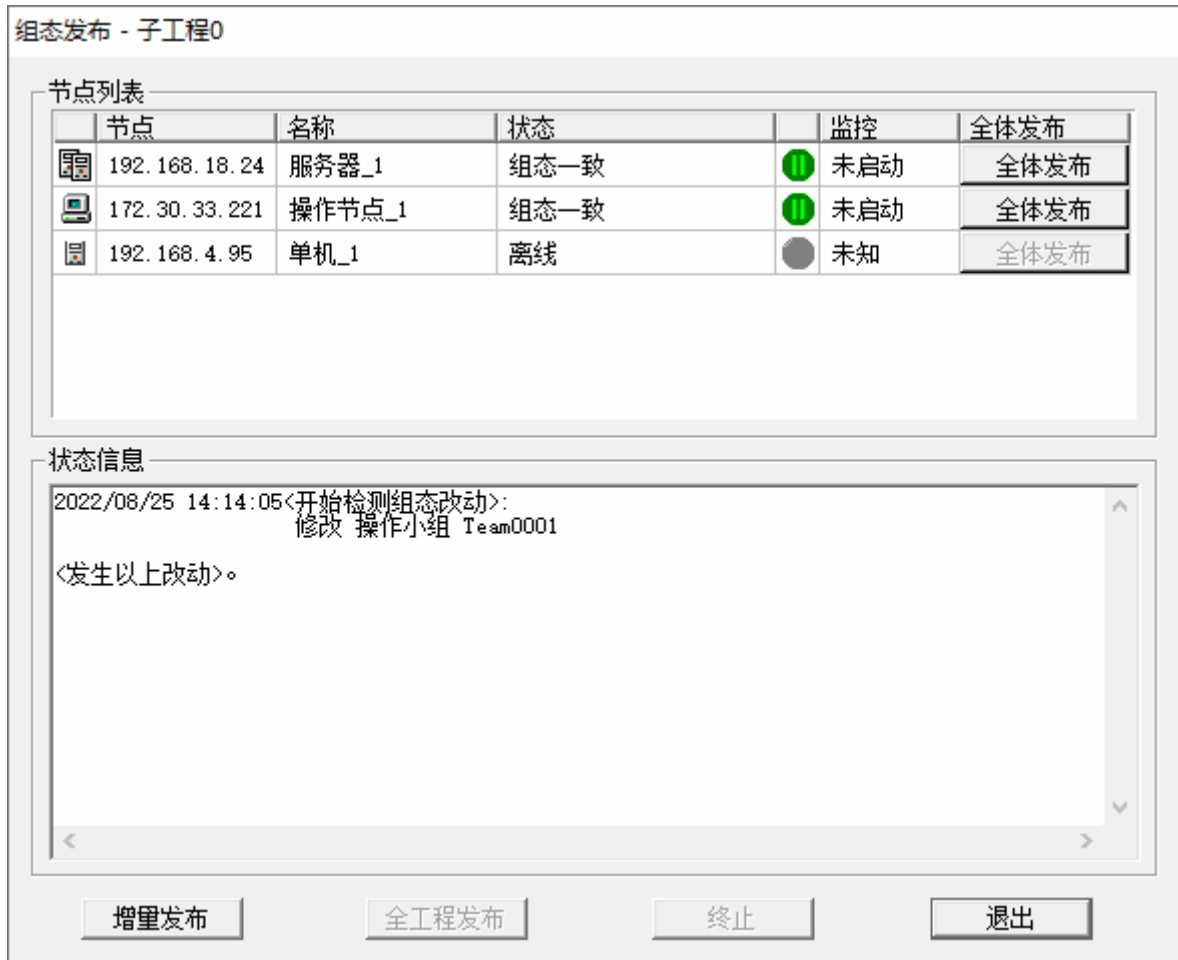 组态发布 - 子工程0
节点列表
节点 名称 状态 监控 全体发布
192.168.18.24 服务器_1 组态一致 未启动 全体发布
172.30.33.221 操作节点_1 组态一致 未启动 全体发布
192.168.4.95 单机_1 离线 未知 全体发布
状态信息
2022/08/25 14:14:05<开始检测组态改动>:
修改 操作小组 Team0001
<发生以上改动>。
增量发布 全工程发布 终止 退出